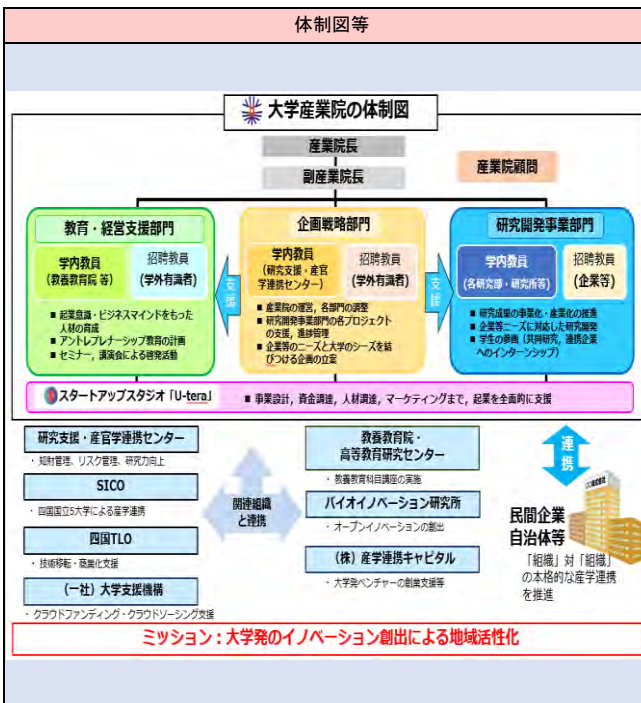 体制図等
大学産業院の体制図
産業院長
副産業院長
産業院顧問
教育・経営支援部門
学内教員
(教養教育院 等)
招聘教員
(学外有識者)
■ 起業意識・ビジネスマインドをもった
人材の育成
■ アントレプレナーシップ教育の計画
■ セミナー,講演会による啓発活動
支援
企画戦略部門
学内教員
(研究支援・産官
学連携センター)
招聘教員
(学外有識者)
■ 産業院の運営,各部門の調整
■ 研究開発事業部門の各プロジェクト
の支援,進捗管理
■ 企業等のニーズと大学のシーズを結
びつける企画の立案
支援
研究開発事業部門
学内教員
(各研究部・研究所等)
招聘教員
(企業等)
■ 研究成果の事業化・産業化の推進
■ 企業等ニーズに対応した研究開発
■ 学生の参画(共同研究,連携企業
へのインターンシップ)
スタートアップスタジオ「U-tera」
■ 事業設計,資金調達,人材調達,マーケティングまで,起業を全面的に支援
研究支援・産官学連携センター
・ 知財管理、リスク管理、研究力向上
SICO
・ 四国国立5大学による産学連携
四国TLO
・ 技術移転・商業化支援
(一社)大学支援機構
・ クラウドファンディング・クラウドソーシング支援
関連組織
と連携
教養教育院・
高等教育研究センター
・ 教養教育科目講座の実施
バイオイノベーション研究所
・ オープンイノベーションの創出
(株)産学連携キャピタル
・ 大学発ベンチャーの創業支援等
連携
民間企業
自治体等
「組織」対「組織」
の本格的な産学連携
を推進
ミッション:大学発のイノベーション創出による地域活性化